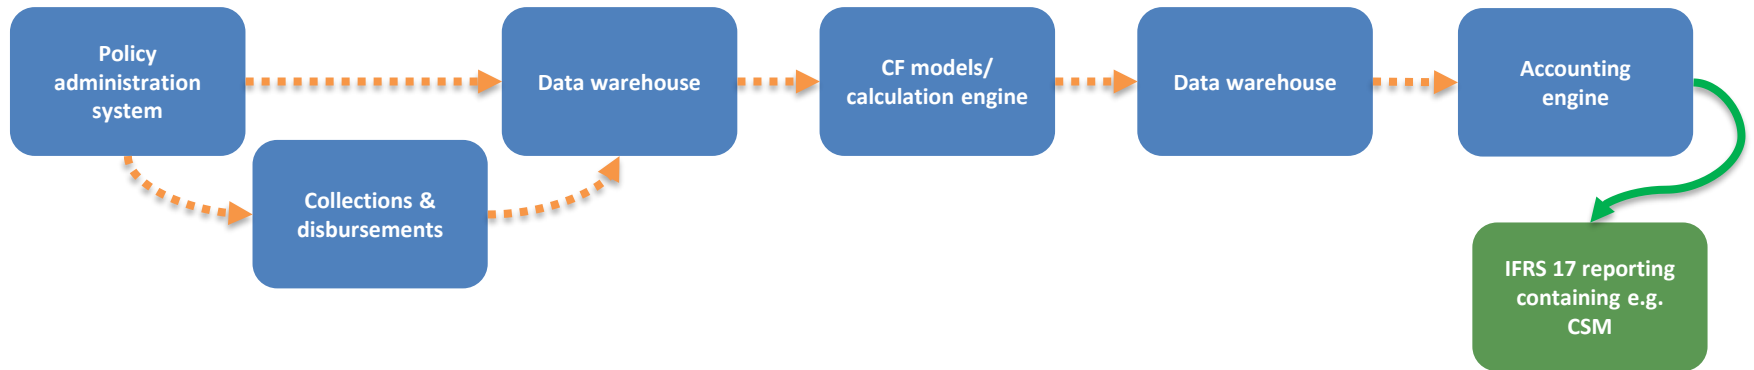 Policy
administration
system
Data warehouse
CF models/
calculation engine
Data warehouse
Accounting
engine
Collections &
disbursements
IFRS 17 reporting
containing e.g.
CSM